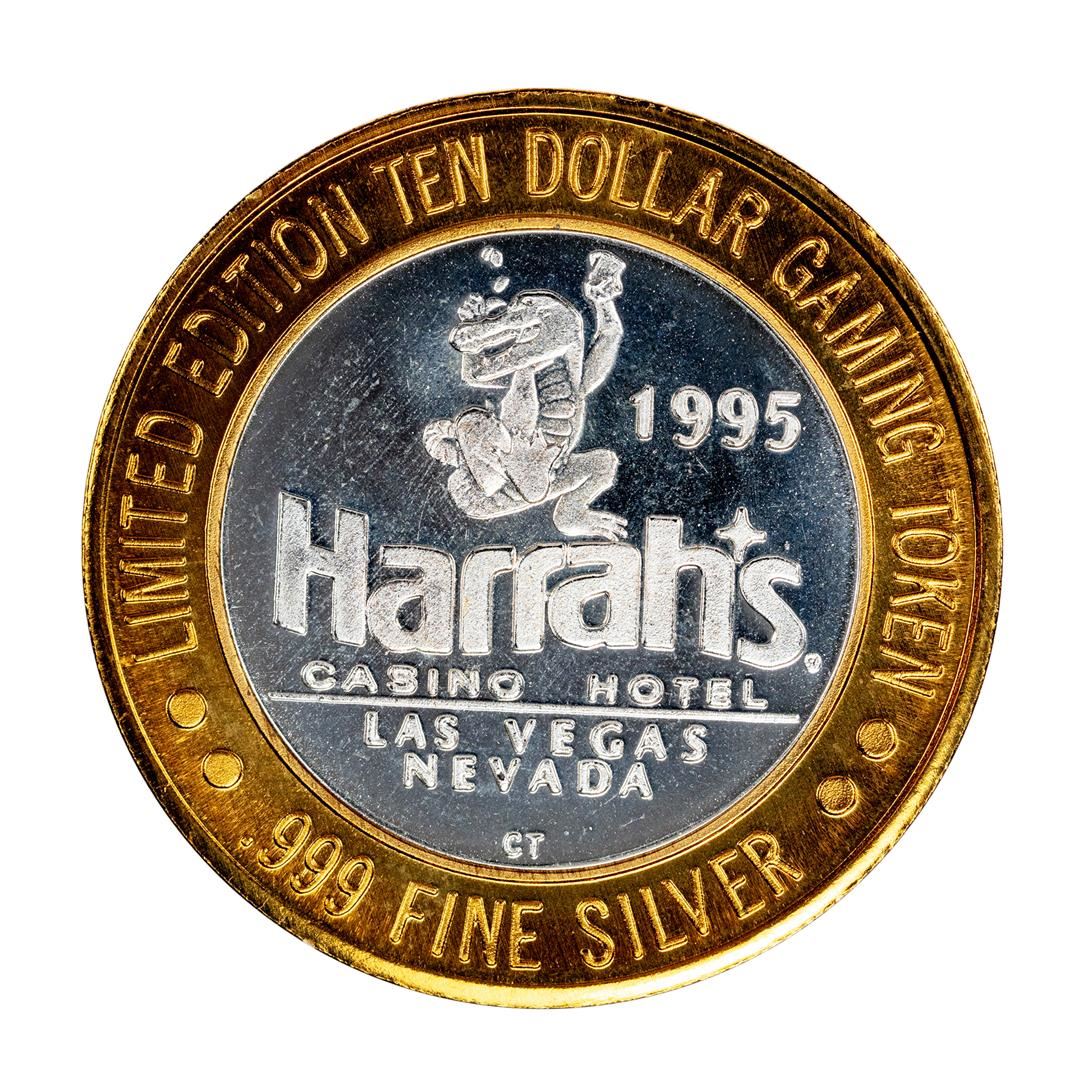 LIMITED EDITION TEN DOLLAR GAMING TOKEN
1995
Harrah's®
CASINO HOTEL
LAS VEGAS
NEVADA
CT
.999 FINE SILVER